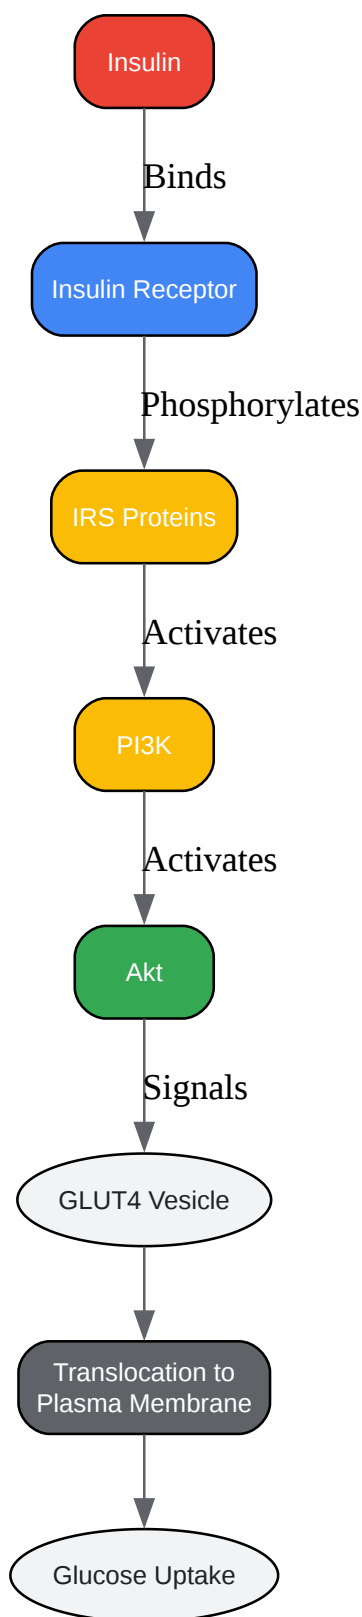 Insulin
Binds
Insulin Receptor
Phosphorylates
IRS Proteins
Activates
PI3K
Activates
Akt
Signals
GLUT4 Vesicle
Translocation to
Plasma Membrane
Glucose Uptake